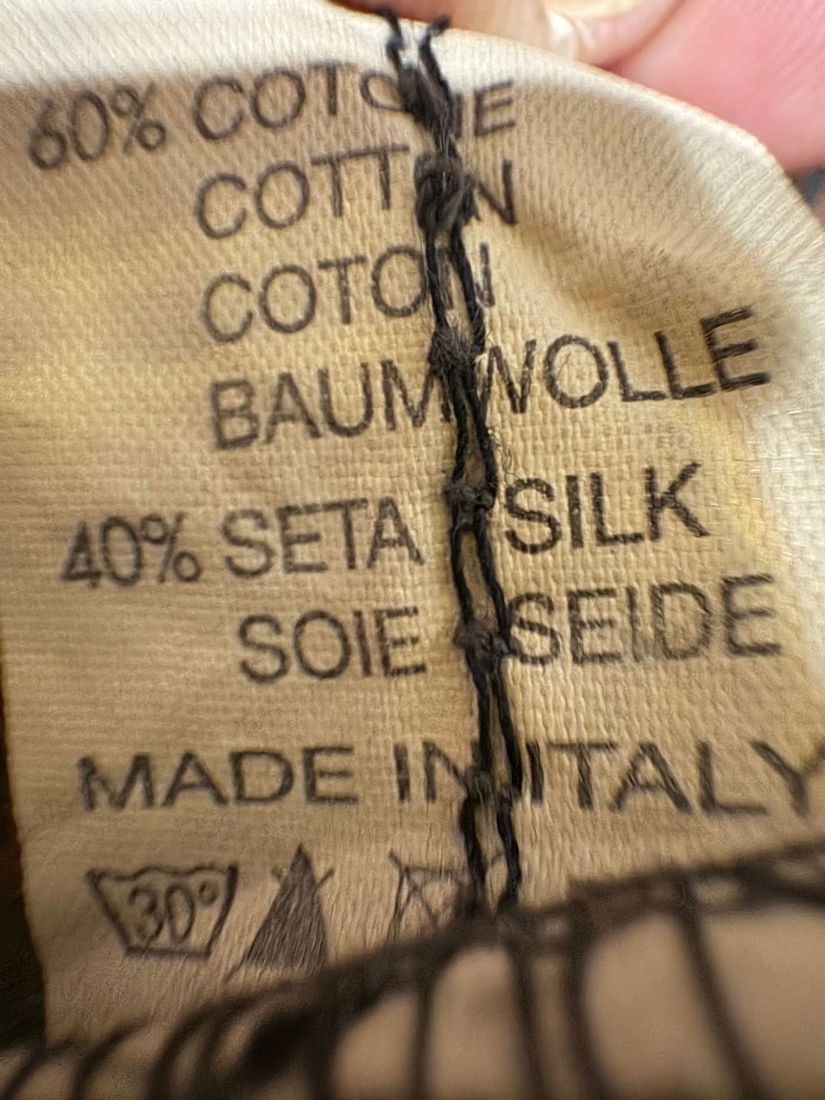 60% COTONE
COTTON
COTON
BAUMWOLLE
40% SETA SILK
SOIE SEIDE
MADE IN ITALY
30°